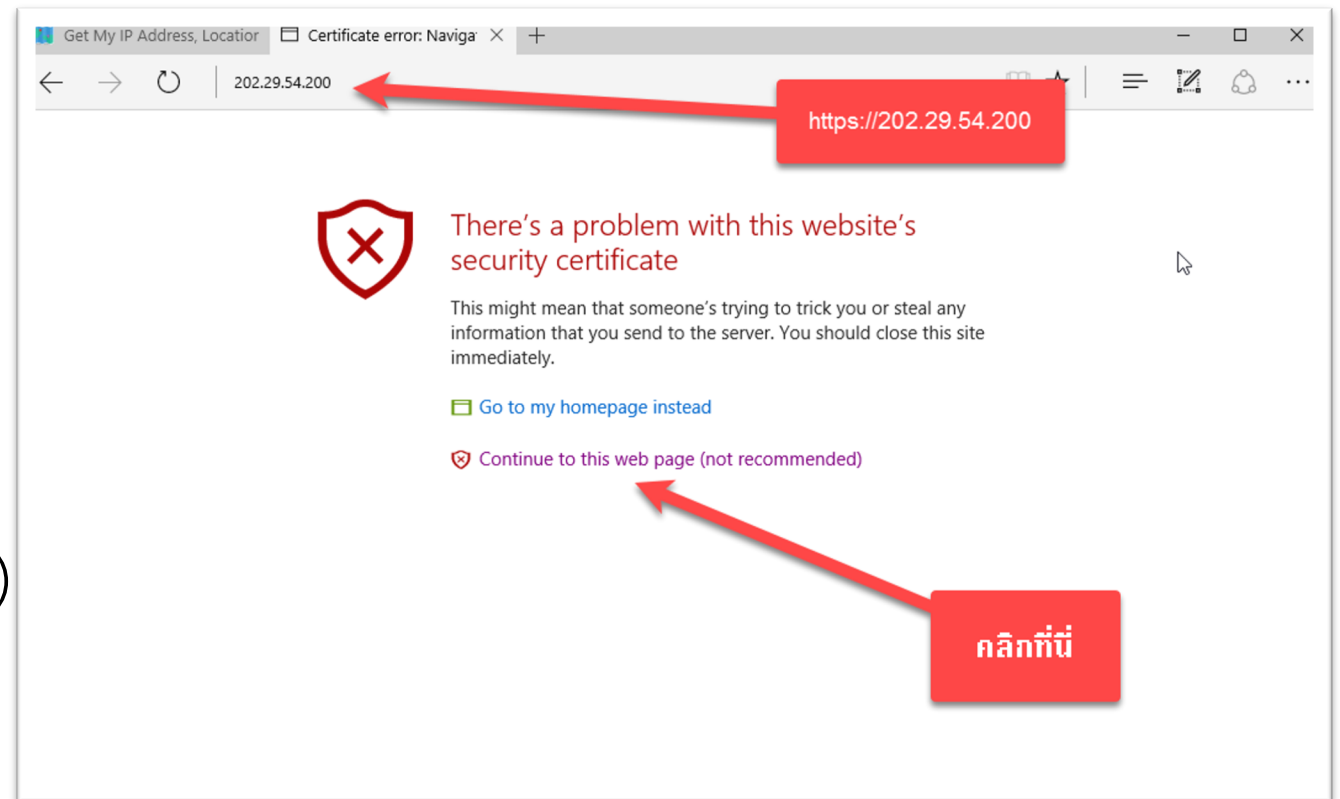 Get My IP Address, Location
Certificate error: Naviga
202.29.54.200
https://202.29.54.200
There's a problem with this website's
security certificate
This might mean that someone's trying to trick you or steal any
information that you send to the server. You should close this site
immediately.
Go to my homepage instead
Continue to this web page (not recommended)
คลิกที่นี่